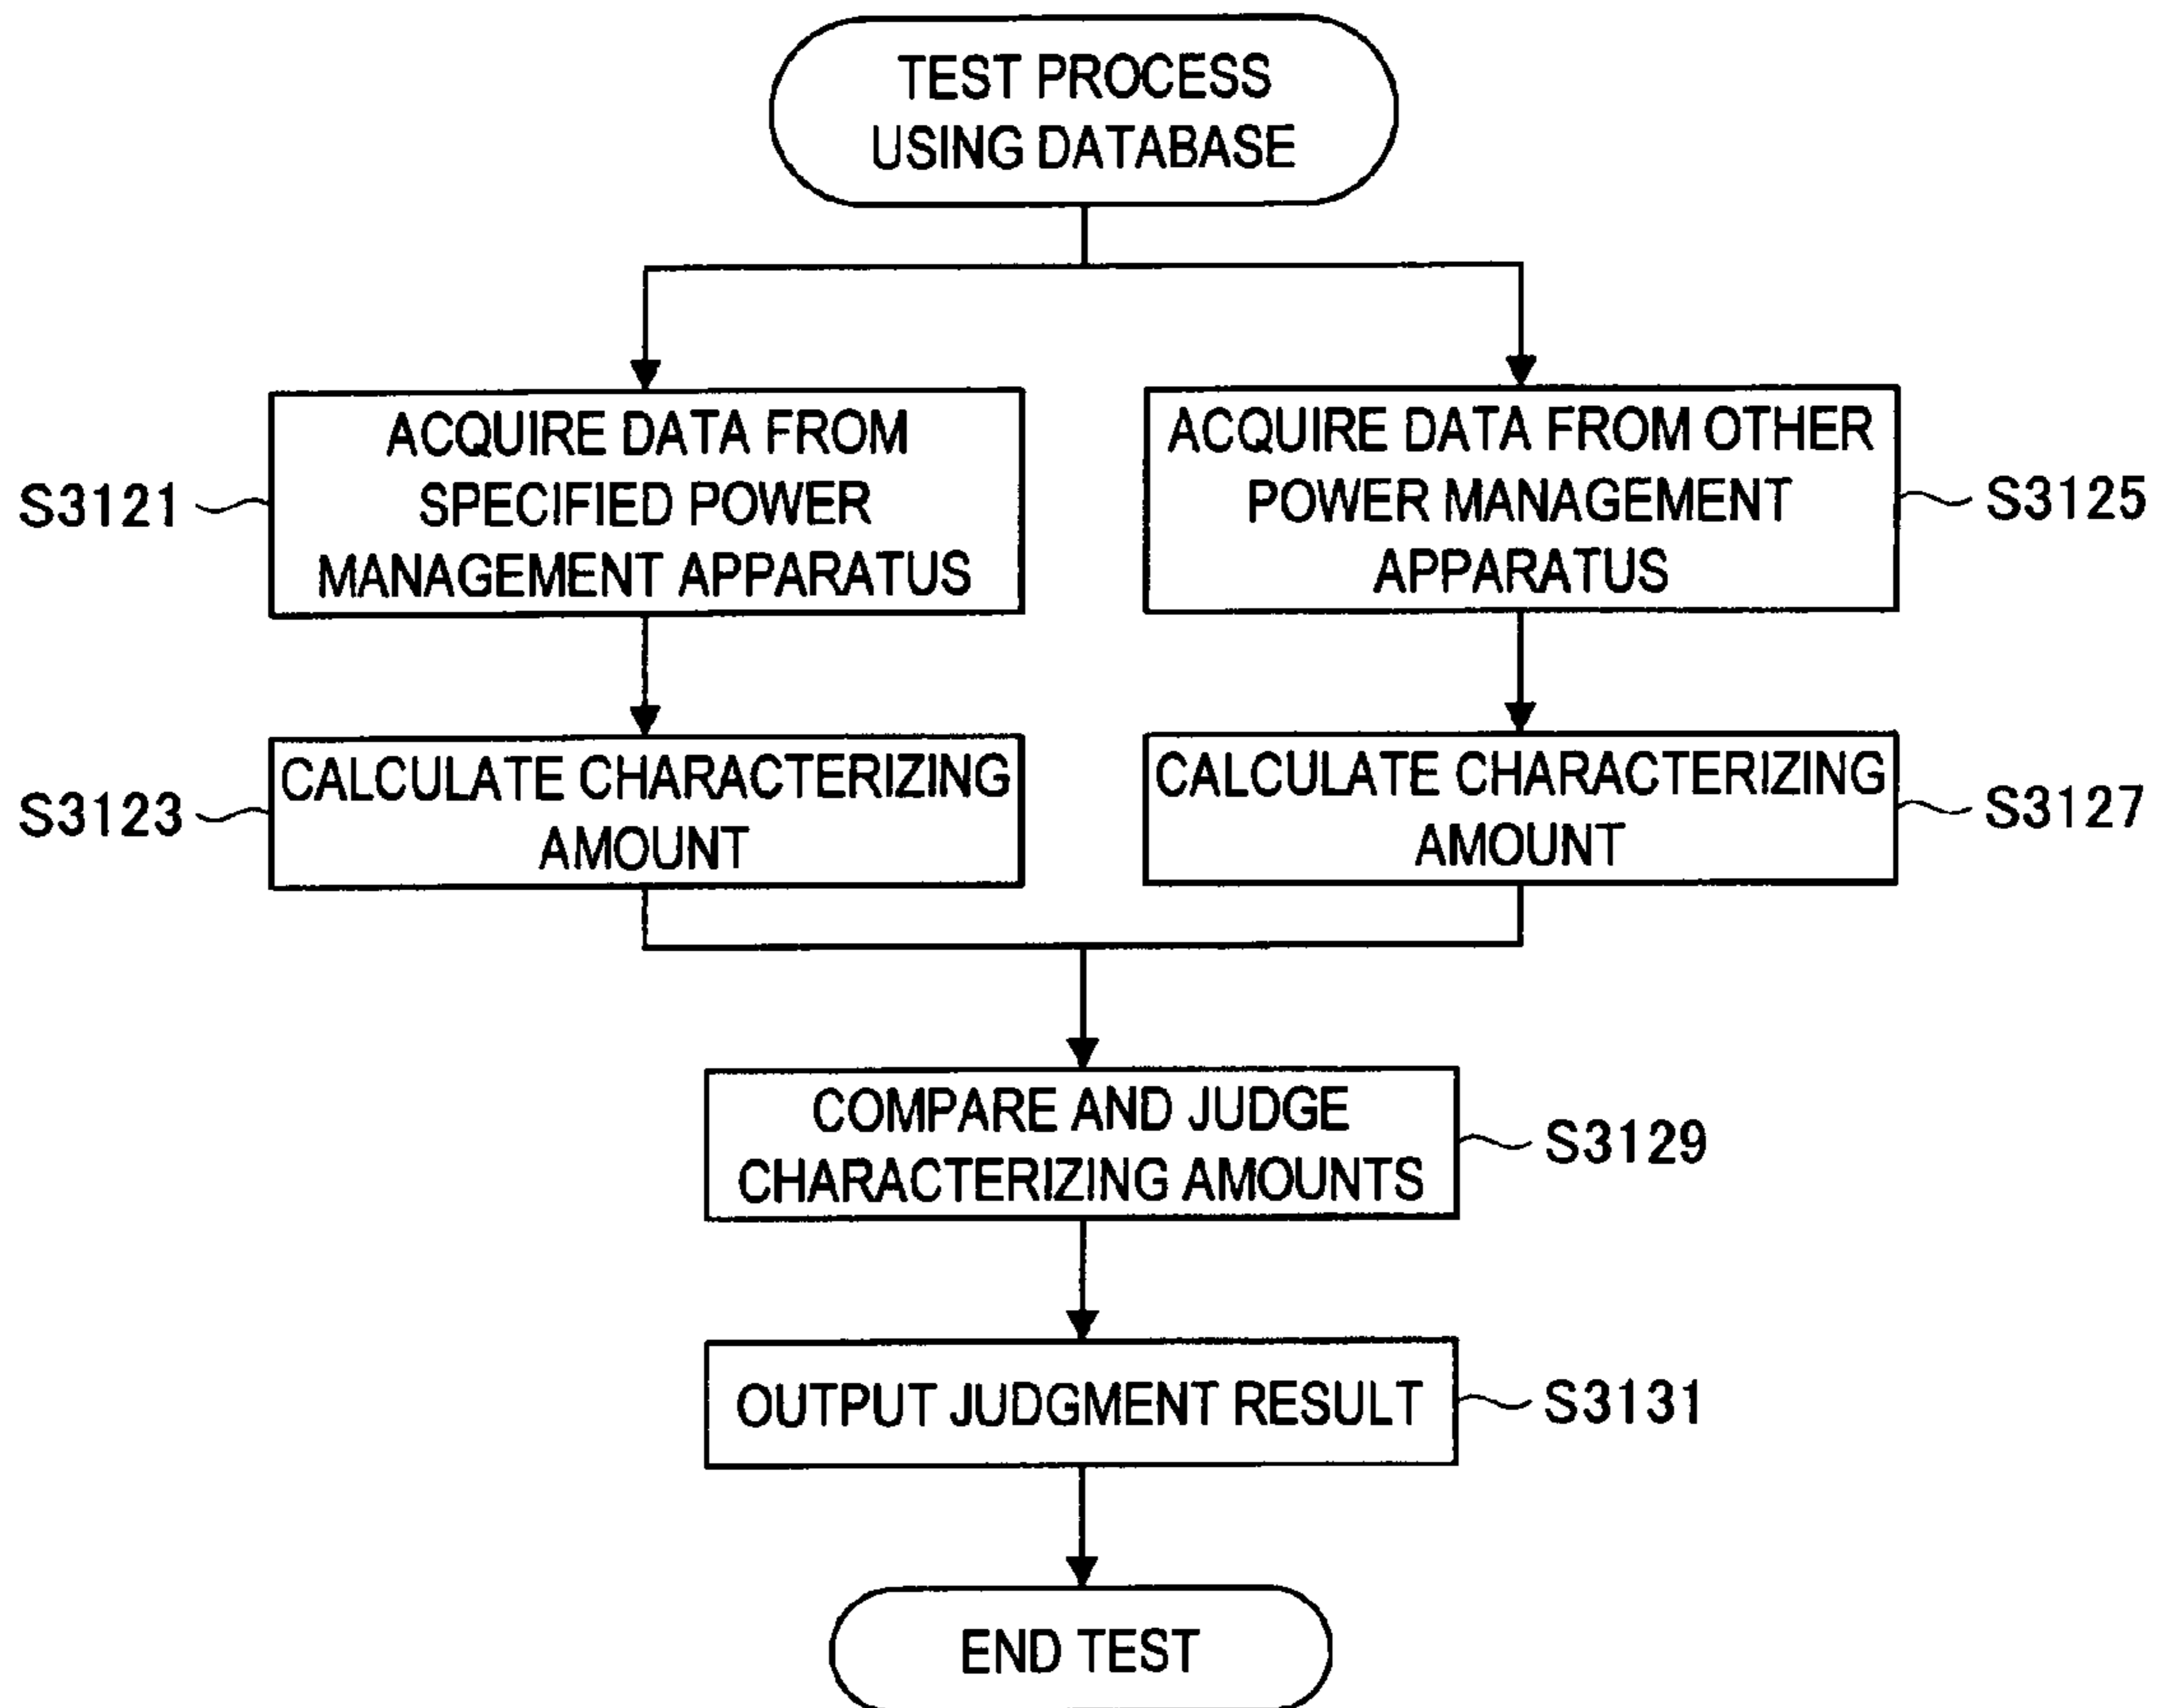 TEST PROCESS
USING DATABASE
S3121
ACQUIRE DATA FROM
SPECIFIED POWER
MANAGEMENT APPARATUS
ACQUIRE DATA FROM OTHER
POWER MANAGEMENT
APPARATUS
S3125
S3123
CALCULATE CHARACTERIZING
AMOUNT
CALCULATE CHARACTERIZING
AMOUNT
S3127
COMPARE AND JUDGE
CHARACTERIZING AMOUNTS
S3129
OUTPUT JUDGMENT RESULT
S3131
END TEST